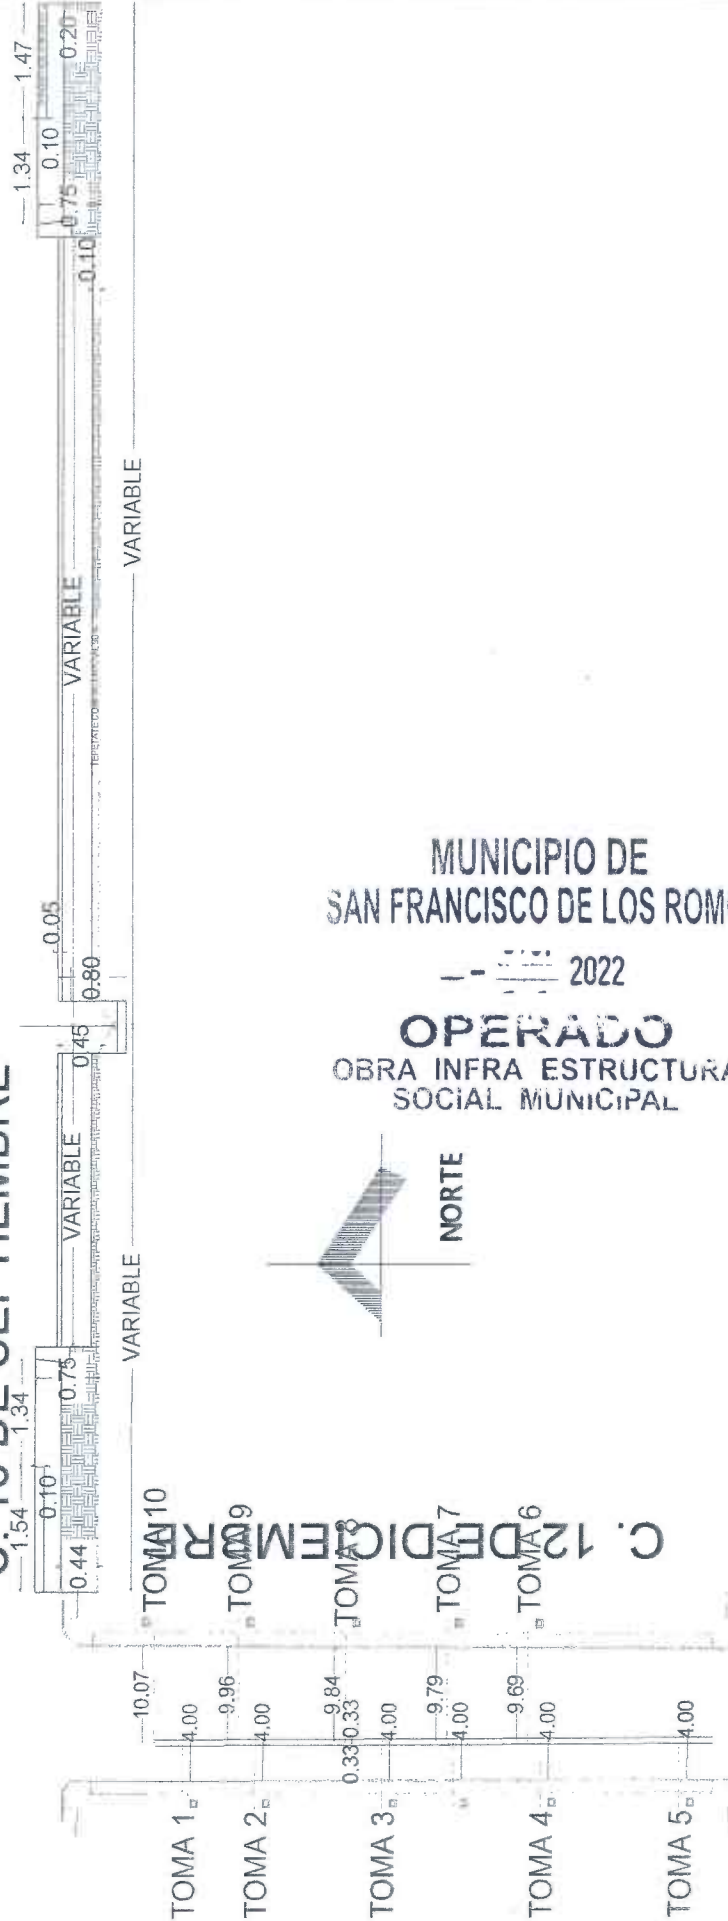 1.34
1.47
0.10
0.20
0.75
0.10
VARIABLE
VARIABLE
0.05
0.80
0.45
VARIABLE
VARIABLE
1.54
1.34
0.10
0.75
0.44
MUNICIPIO DE
SAN FRANCISCO DE LOS ROM
2022
OPERADO
OBRA INFRA ESTRUCTURA
SOCIAL MUNICIPAL
NORTE
C. 12 DE DICIEMBRE
TOMA 10
TOMA 9
TOMA 8
TOMA 7
TOMA 6
10.07
9.96
9.84
9.79
9.69
4.00
4.00
0.33
0.33
4.00
4.00
4.00
4.00
TOMA 1
TOMA 2
TOMA 3
TOMA 4
TOMA 5